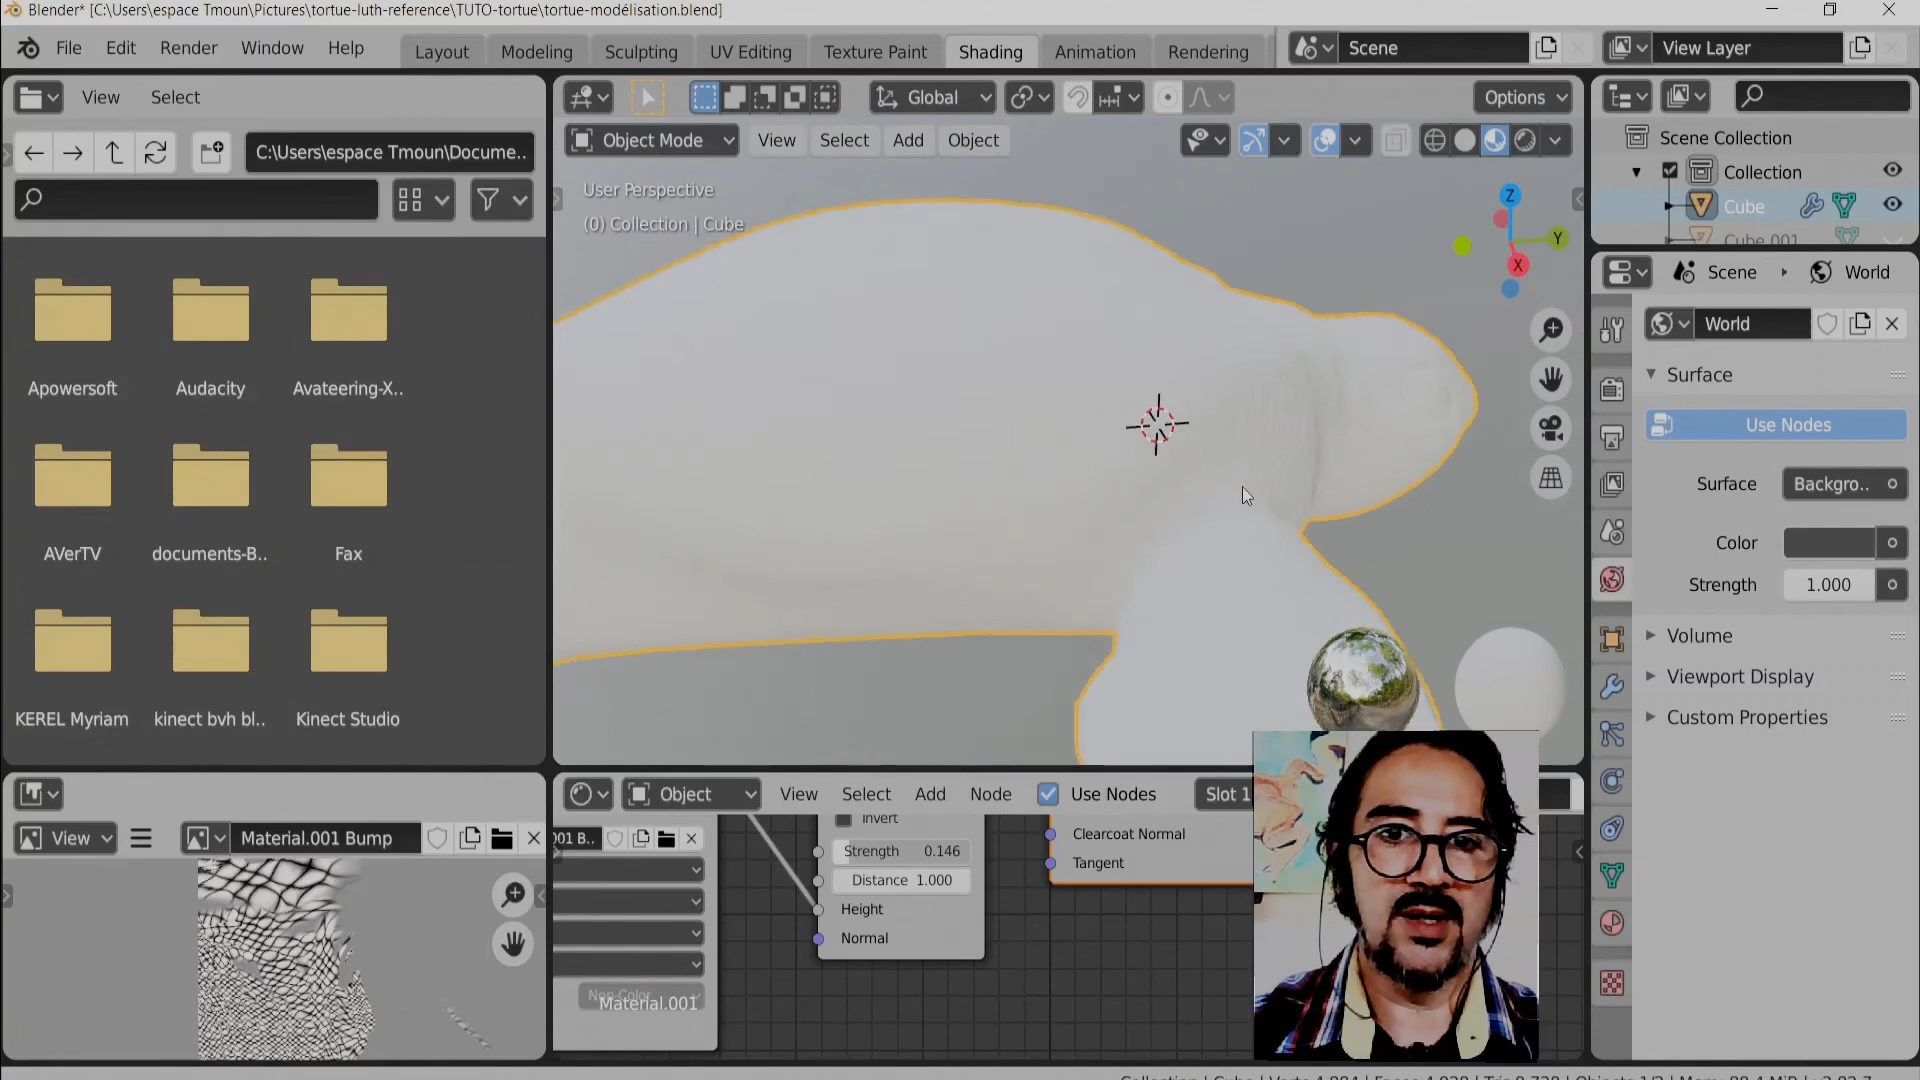 Blender* [C:\Users\espace Tmoun\Pictures\tortue-luth-reference\TUTO-tortue\tortue-modélisation.blend]
File Edit Render Window Help Layout Modeling Sculpting UV Editing Texture Paint Shading Animation Rendering Scene View Layer
View Select
Global
Options
C:\Users\espace Tmoun\Docume..
Object Mode View Select Add Object
User Perspective
(0) Collection | Cube
Z
Y
X
Scene Collection
Collection
Cube
Cube.001
Scene World
World
Surface
Use Nodes
Surface Backgro..
Color
Strength 1.000
Volume
Viewport Display
Custom Properties
Apowersoft Audacity Avateering-X..
AVerTV documents-B.. Fax
KEREL Myriam kinect bvh bl.. Kinect Studio
View Material.001 Bump
Object View Select Add Node Use Nodes Slot 1
001 B..
Non-Color
Material.001
Invert
Strength 0.146
Distance 1.000
Height
Normal
Clearcoat Normal
Tangent